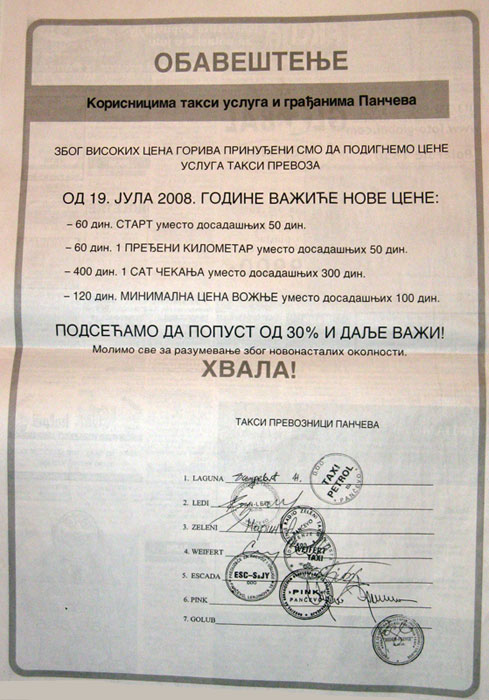 ОБАВЕШТЕЊЕ
Корисницима такси услуга и грађанима Панчева
ЗБОГ ВИСОКИХ ЦЕНА ГОРИВА ПРИНУЂЕНИ СМО ДА ПОДИГНЕМО ЦЕНЕ
УСЛУГА ТАКСИ ПРЕВОЗА
ОД 19. ЈУЛА 2008. ГОДИНЕ ВАЖИЋЕ НОВЕ ЦЕНЕ:
– 60 дин. СТАРТ уместо досадашњих 50 дин.
– 60 дин. 1 ПРЕЂЕНИ КИЛОМЕТАР уместо досадашњих 50 дин.
– 400 дин. 1 САТ ЧЕКАЊА уместо досадашњих 300 дин.
– 120 дин. МИНИМАЛНА ЦЕНА ВОЖЊЕ уместо досадашњих 100 дин.
ПОДСЕЋАМО ДА ПОПУСТ ОД 30% И ДАЉЕ ВАЖИ!
Молимо све за разумевање због новонасталих околности.
ХВАЛА!
ТАКСИ ПРЕВОЗНИЦИ ПАНЧЕВА
1. LAGUNA
TAXI PETROL
PANČEVO
2. LEDI
3. ZELENI
4. WEIFERT
WEIFERT TAXI
5. ESCADA
ESC-S&JY
6. PINK
PINK
PANČEVO
7. GOLUB